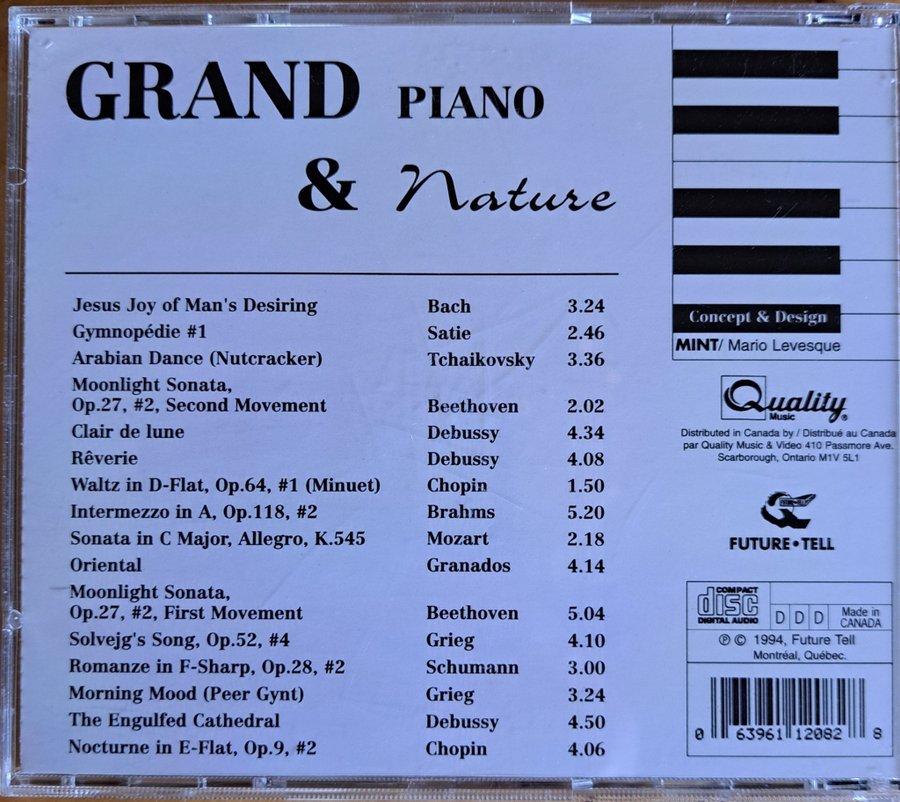 GRAND PIANO
& Nature
Jesus Joy of Man's Desiring Bach 3.24
Gymnopédie #1 Satie 2.46
Arabian Dance (Nutcracker) Tchaikovsky 3.36
Moonlight Sonata,
Op.27, #2, Second Movement Beethoven 2.02
Clair de lune Debussy 4.34
Rêverie Debussy 4.08
Waltz in D-Flat, Op.64, #1 (Minuet) Chopin 1.50
Intermezzo in A, Op.118, #2 Brahms 5.20
Sonata in C Major, Allegro, K.545 Mozart 2.18
Oriental Granados 4.14
Moonlight Sonata,
Op.27, #2, First Movement Beethoven 5.04
Solvejg's Song, Op.52, #4 Grieg 4.10
Romanze in F-Sharp, Op.28, #2 Schumann 3.00
Morning Mood (Peer Gynt) Grieg 3.24
The Engulfed Cathedral Debussy 4.50
Nocturne in E-Flat, Op.9, #2 Chopin 4.06
Concept & Design
MINT/ Mario Levesque
Quality
Music
®
Distributed in Canada by / Distribué au Canada
par Quality Music & Video 410 Passmore Ave.
Scarborough, Ontario M1V 5L1
FUTURE•TELL
COMPACT
disc
DIGITAL AUDIO
D D D
Made in
CANADA
℗ © 1994, Future Tell
Montréal, Québec.
0 63961 12082 8